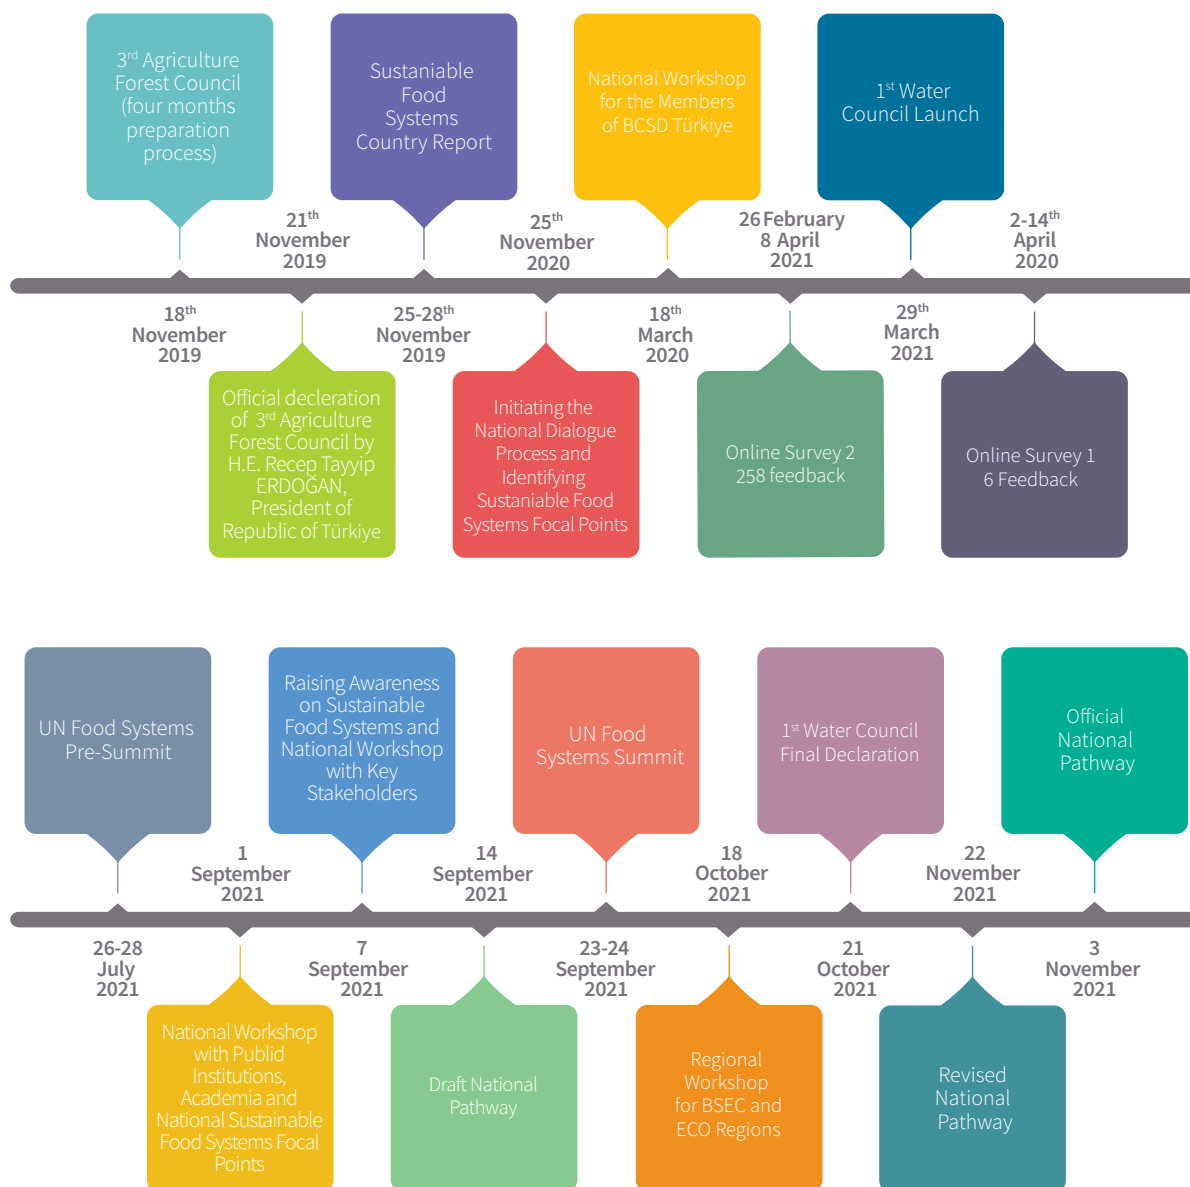 3rd Agriculture
Forest Council
(four months
preparation
process)
Sustaniable
Food
Systems
Country Report
National Workshop
for the Members
of BCSD Türkiye
1st Water
Council Launch
21th
November
2019
25th
November
2020
26 February
8 April
2021
2-14th
April
2020
18th
November
2019
25-28th
November
2019
18th
March
2020
29th
March
2021
Official decleration
of 3rd Agriculture
Forest Council by
H.E. Recep Tayyip
ERDOĞAN,
President of
Republic of Türkiye
Initiating the
National Dialogue
Process and
Identifying
Sustaniable Food
Systems Focal Points
Online Survey 2
258 feedback
Online Survey 1
6 Feedback
UN Food Systems
Pre-Summit
Raising Awareness
on Sustainable
Food Systems and
National Workshop
with Key
Stakeholders
UN Food
Systems Summit
1st Water Council
Final Declaration
Official
National
Pathway
1
September
2021
14
September
2021
18
October
2021
22
November
2021
26-28
July
2021
7
September
2021
23-24
September
2021
21
October
2021
3
November
2021
National Workshop
with Publid
Institutions,
Academia and
National Sustainable
Food Systems Focal
Points
Draft National
Pathway
Regional
Workshop
for BSEC and
ECO Regions
Revised
National
Pathway